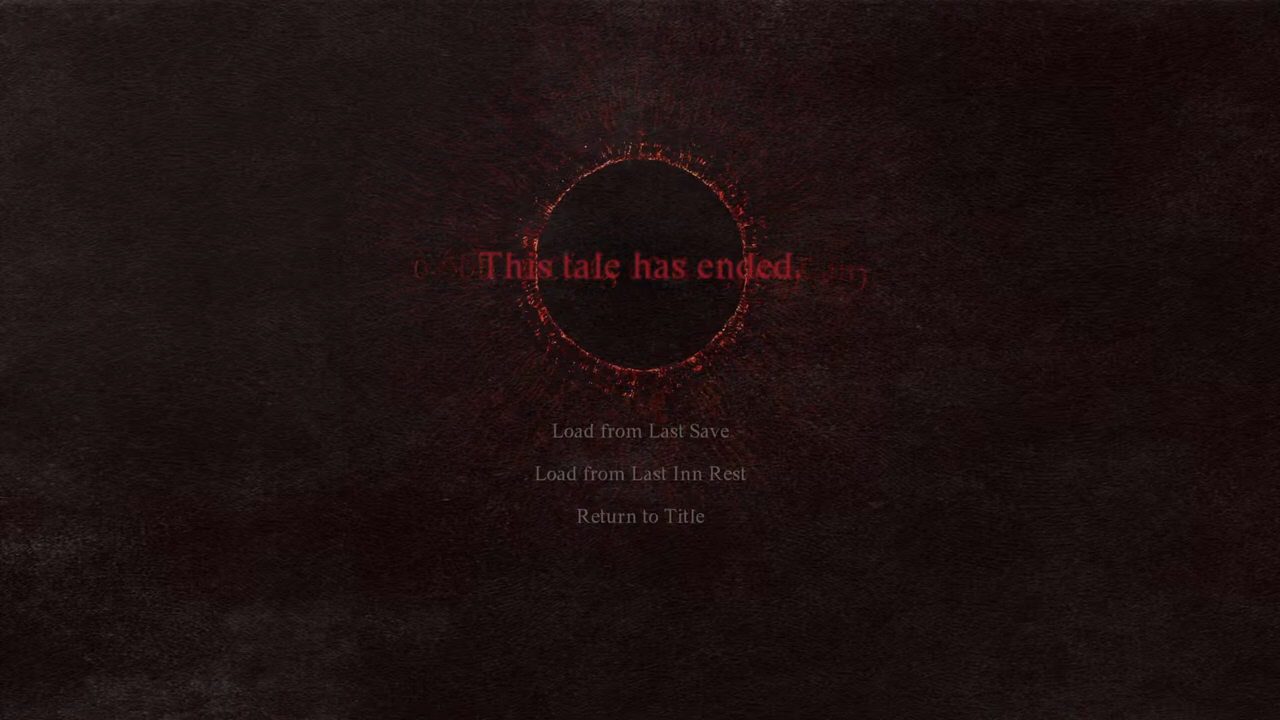 This tale has ended.
Load from Last Save
Load from Last Inn Rest
Return to Title